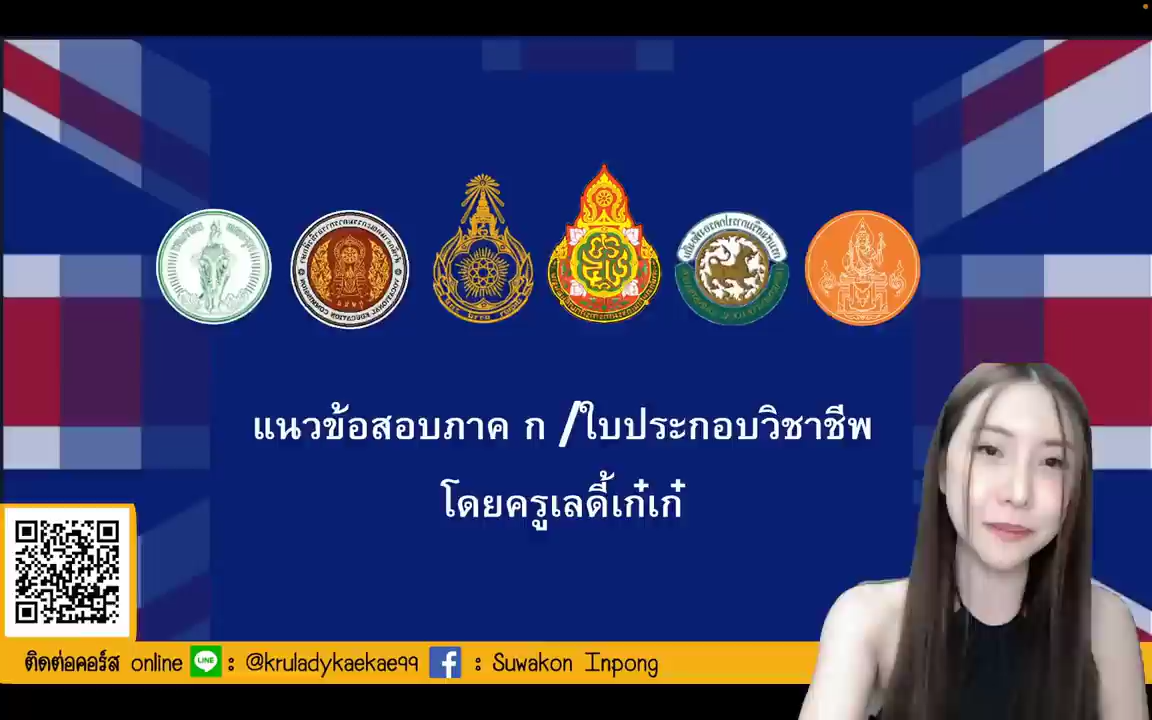 แนวข้อสอบภาค ก /ใบประกอบวิชาชีพ
โดยครูเลดี้เก๋เก๋
ติดต่อคอร์ส online LINE : @kruladykaekae99 f : Suwakon Inpong